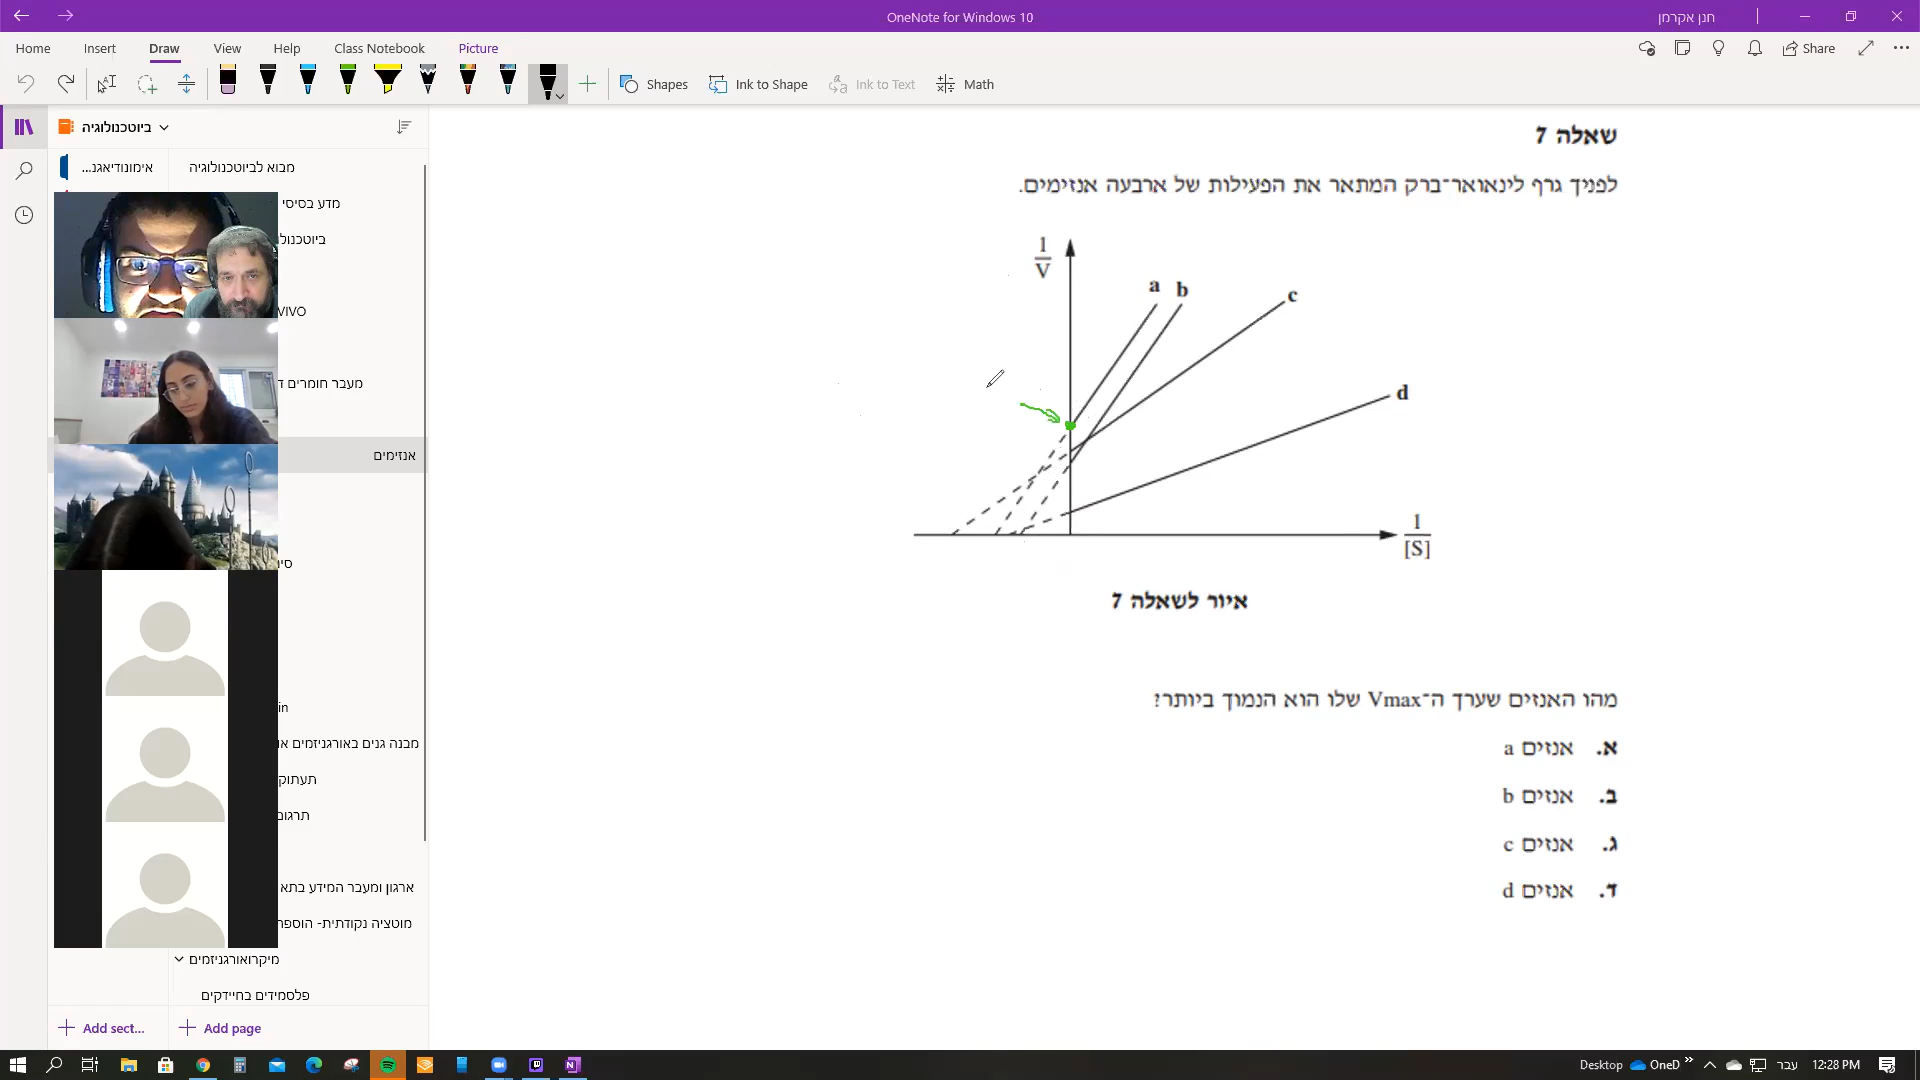 OneNote for Windows 10
חנן אקרמן
Home Insert Draw View Help Class Notebook Picture
Share
Shapes Ink to Shape Ink to Text Math
ביוטכנולוגיה
אימונודיאגנ...
מבוא לביוטכנולוגיה
מדע בסיסי
ביוטכנול
VIVO
מעבר חומרים ד
אנזימים
סי
in
מבנה גנים באורגניזמים או
תעתוק
תרגום
ארגון ומעבר המידע בתא
מוטציה נקודתית- הוספה
מיקרואורגניזמים
פלסמידים בחיידקים
Add sect...
Add page
שאלה 7
לפניך גרף לינאואר־ברק המתאר את הפעילות של ארבעה אנזימים.
1
V
a b c
d
1
[S]
איור לשאלה 7
מהו האנזים שערך ה־Vmax שלו הוא הנמוך ביותר?
א. אנזים a
ב. אנזים b
ג. אנזים c
ד. אנזים d
Desktop OneD עבר 12:28 PM